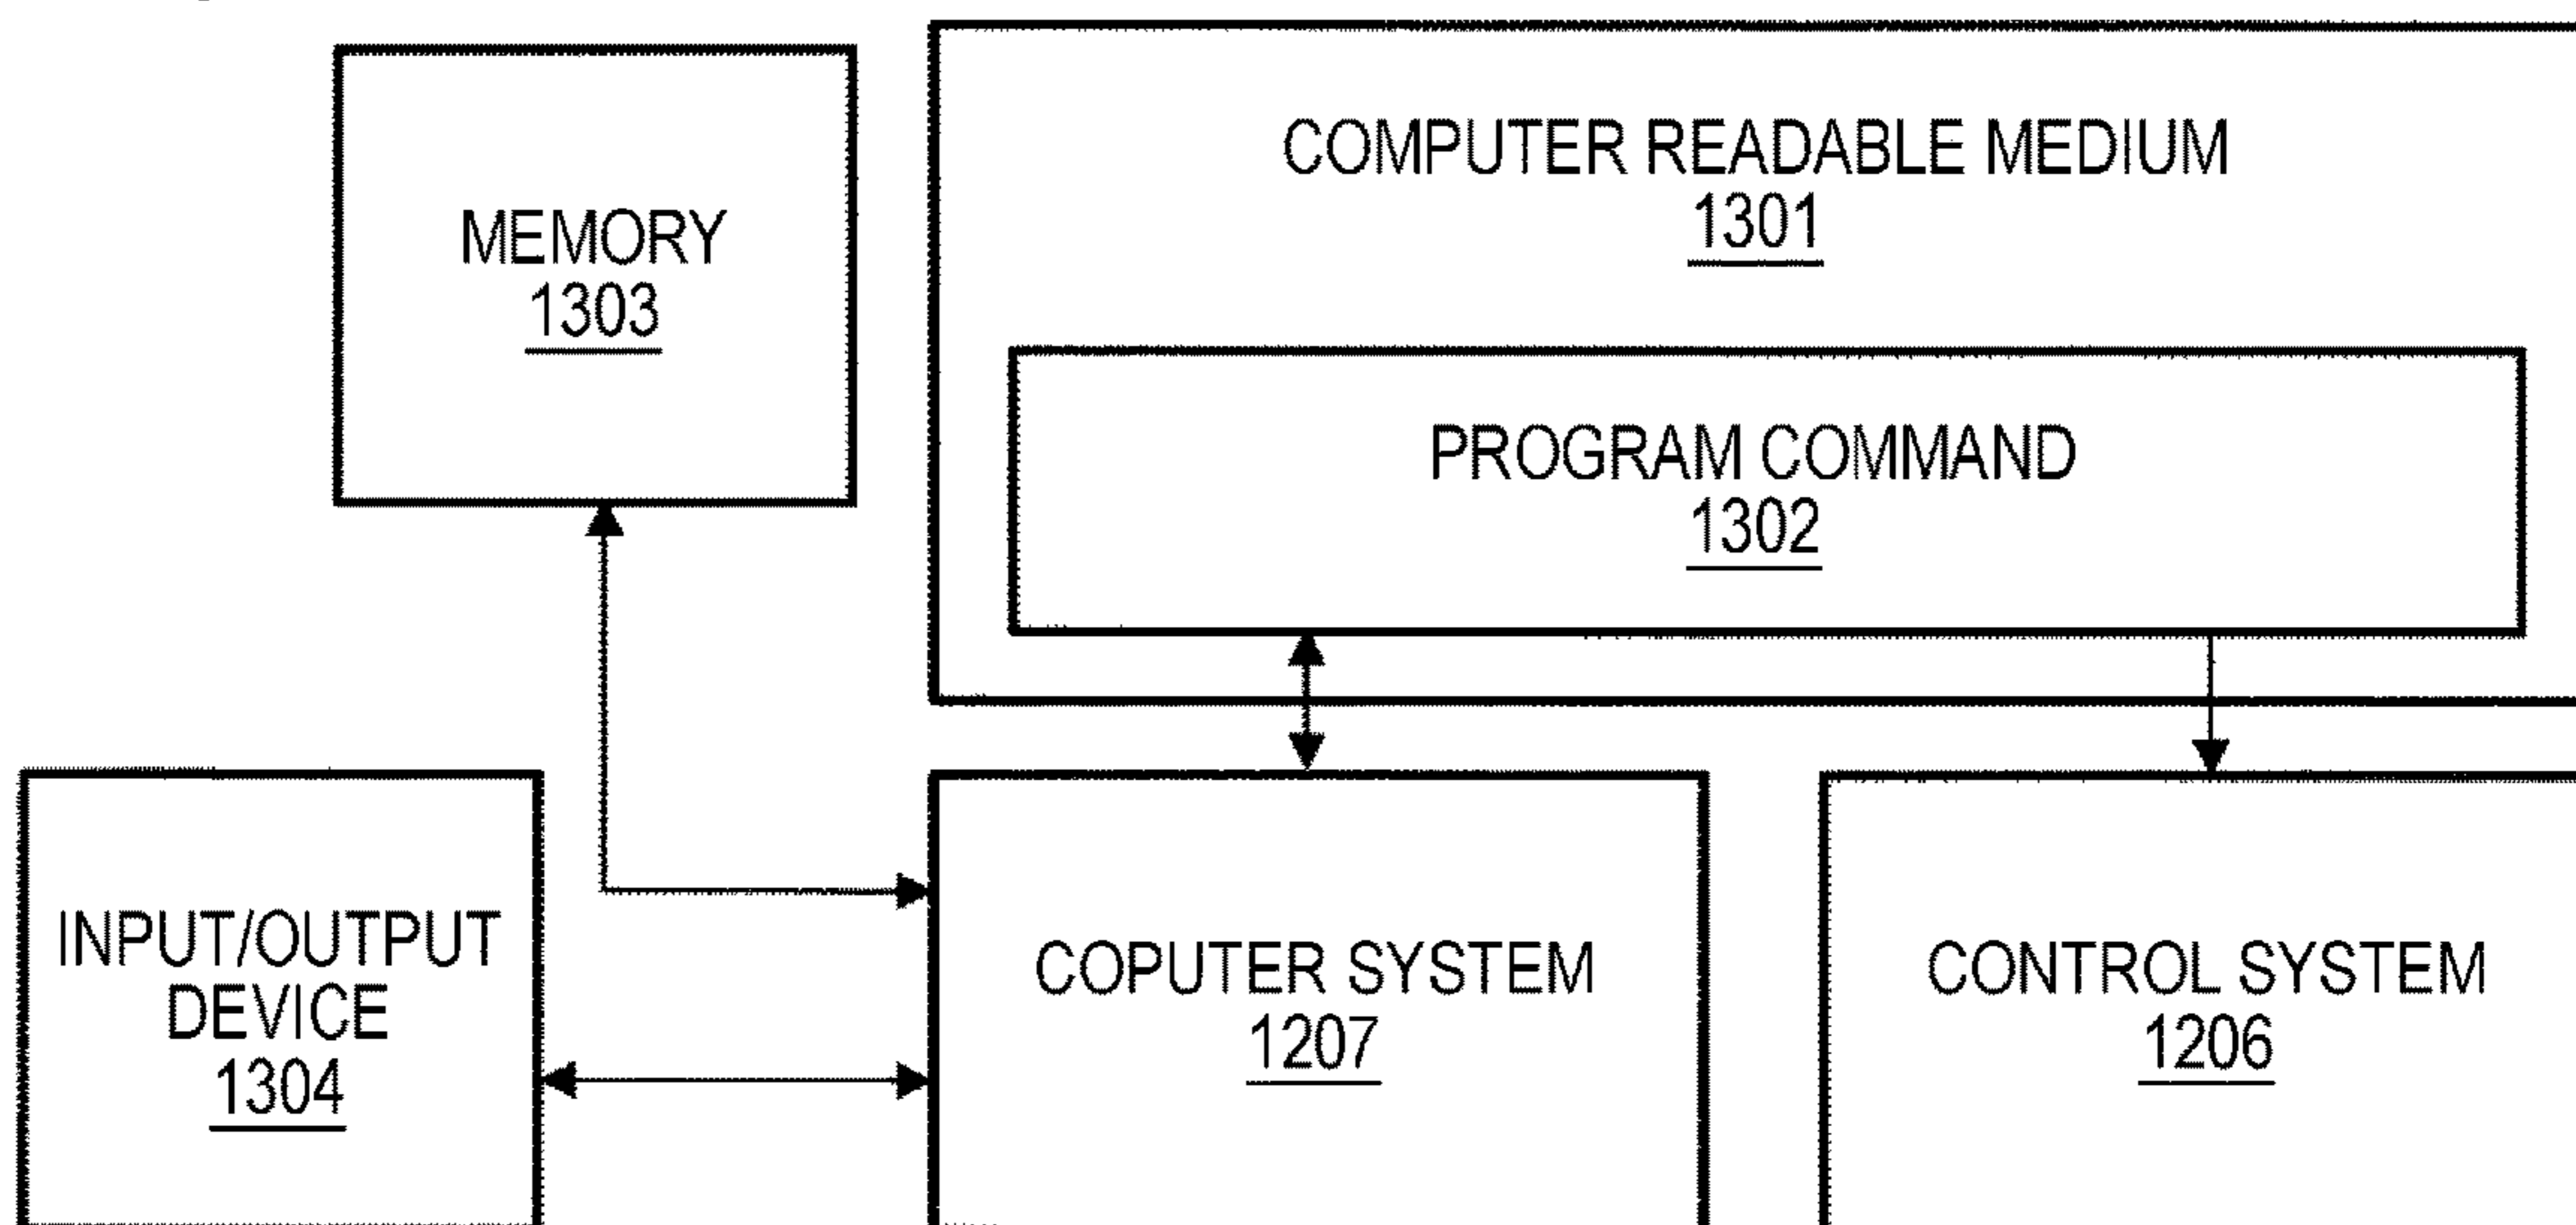 MEMORY
1303
COMPUTER READABLE MEDIUM
1301
PROGRAM COMMAND
1302
INPUT/OUTPUT
DEVICE
1304
COPUTER SYSTEM
1207
CONTROL SYSTEM
1206